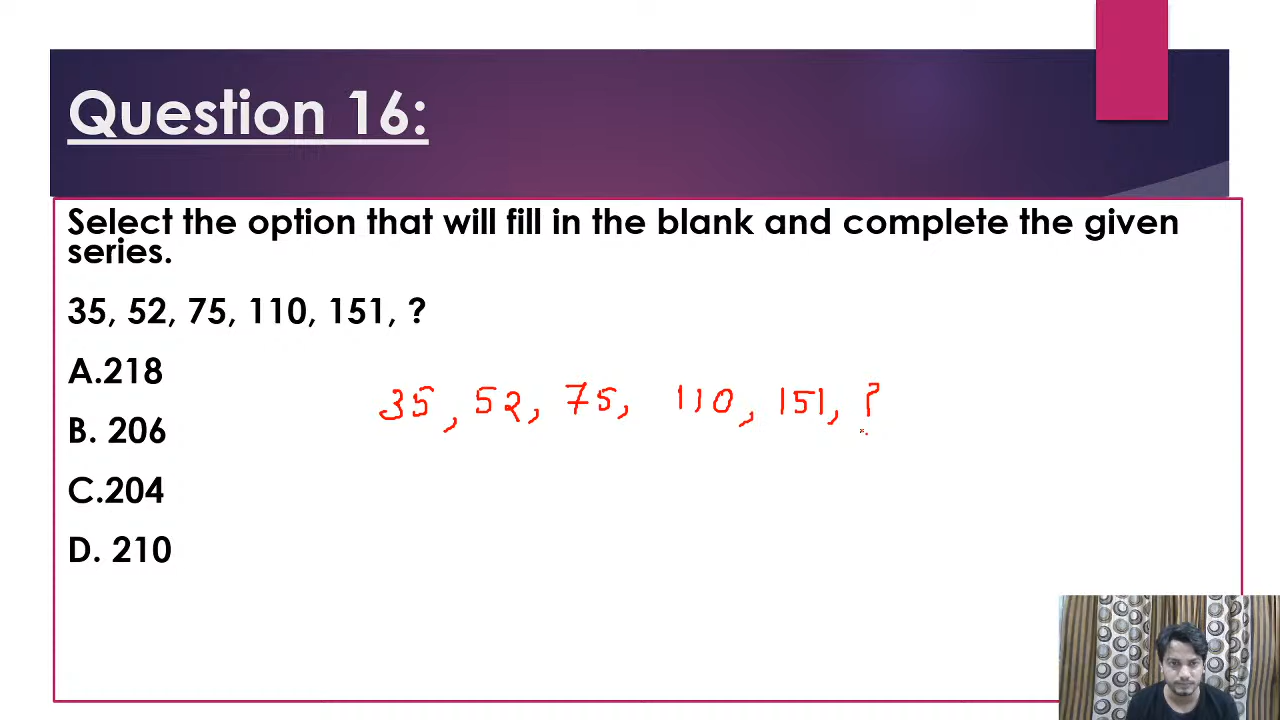 Question 16:
Select the option that will fill in the blank and complete the given
series.
35, 52, 75, 110, 151, ?
A.218
35, 52, 75, 110, 151, ?
B. 206
C.204
D. 210